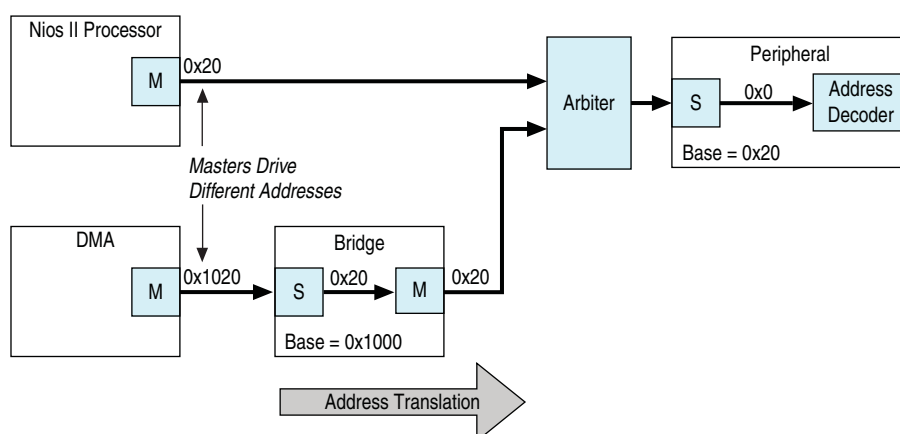 Nios II Processor
M
0x20
Arbiter
Peripheral
S
0x0
Address
Decoder
Base = 0x20
Masters Drive
Different Addresses
DMA
M
0x1020
Bridge
S
0x20
M
0x20
Base = 0x1000
Address Translation